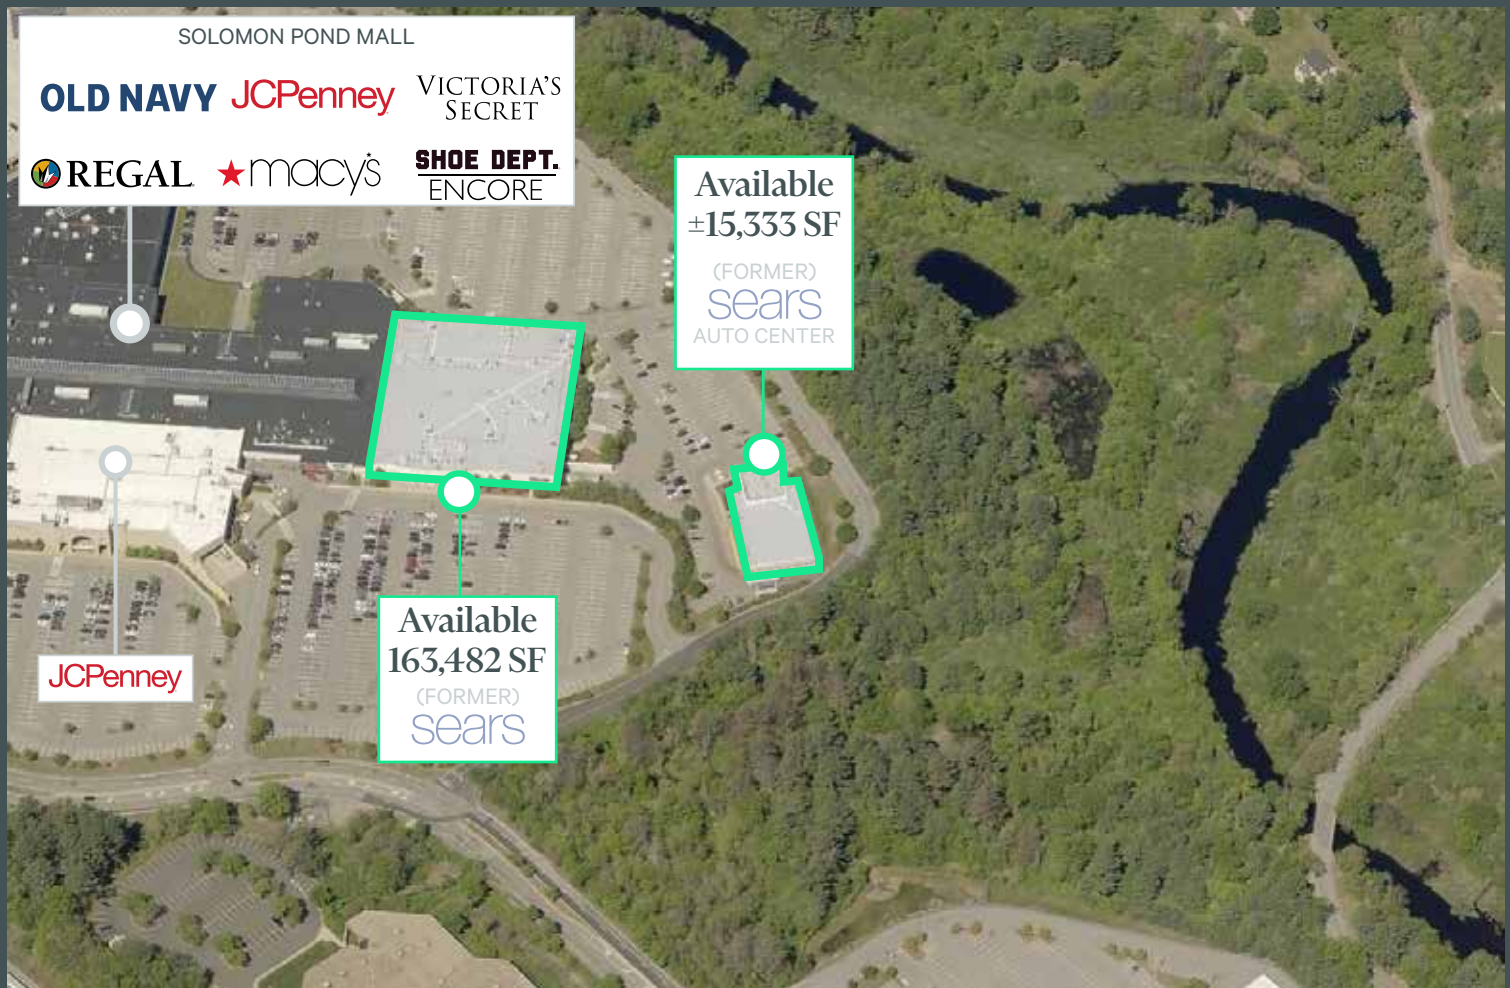 SOLOMON POND MALL
OLD NAVY JCPenney VICTORIA'S SECRET
REGAL macy's SHOE DEPT. ENCORE
Available
±15,333 SF
(FORMER)
sears
AUTO CENTER
Available
163,482 SF
(FORMER)
sears
JCPenney